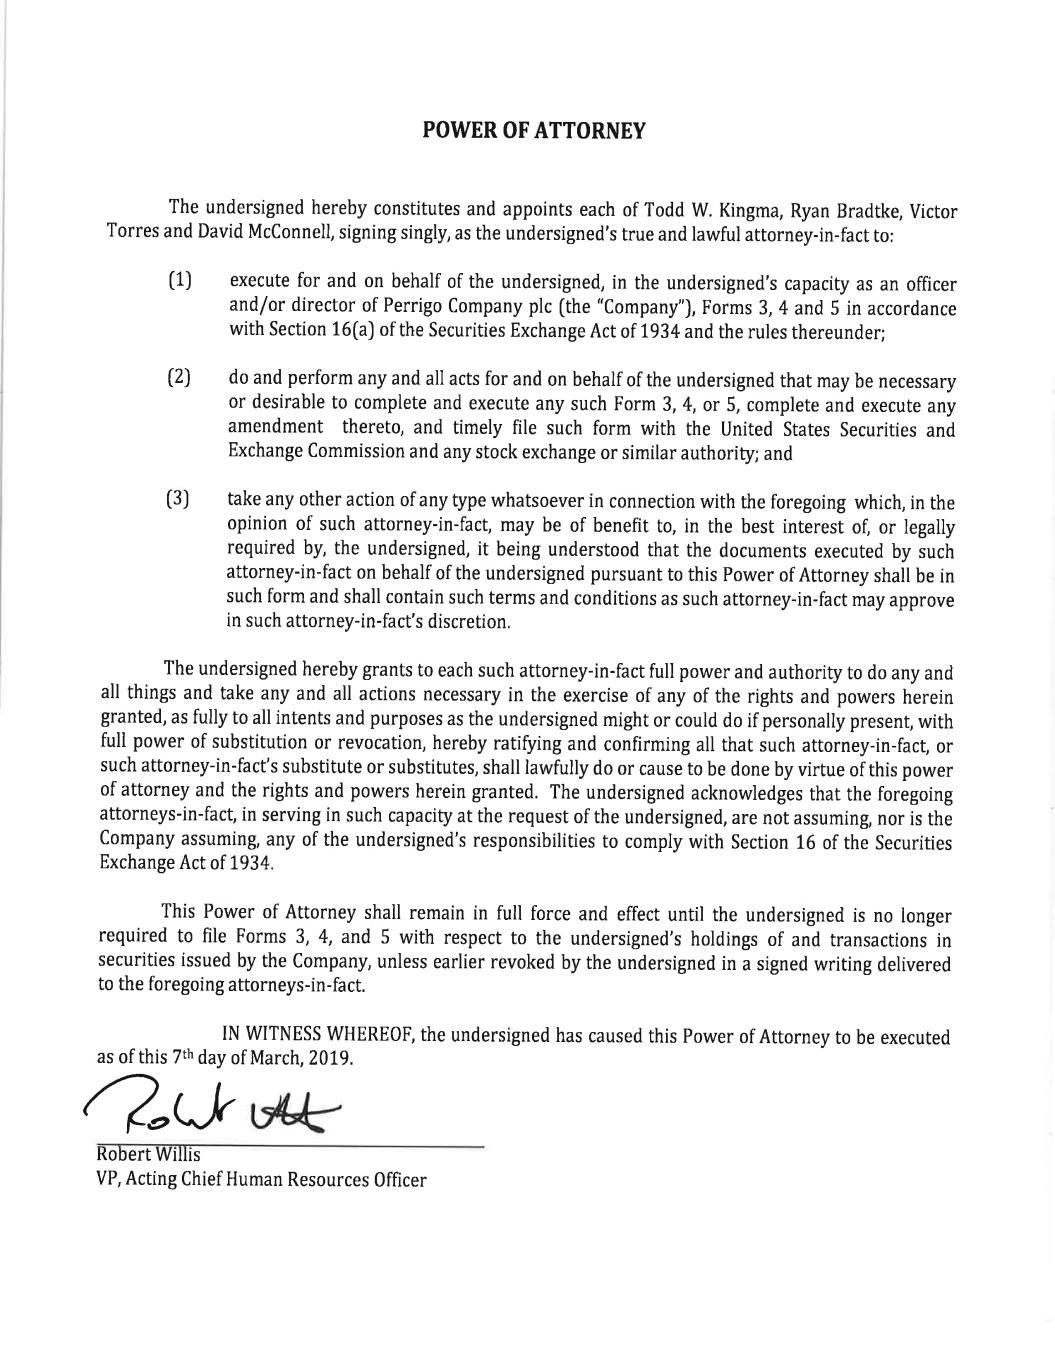 POWER OF ATTORNEY
The undersigned hereby constitutes and appoints each of Todd W. Kingma, Ryan Bradtke, Victor
Torres and David McConnell, signing singly, as the undersigned's true and lawful attorney-in-fact to:
(1) execute for and on behalf of the undersigned, in the undersigned's capacity as an officer
and/or director of Perrigo Company plc (the "Company"), Forms 3, 4 and 5 in accordance
with Section 16(a) of the Securities Exchange Act of 1934 and the rules thereunder;
(2) do and perform any and all acts for and on behalf of the undersigned that may be necessary
or desirable to complete and execute any such Form 3, 4, or 5, complete and execute any
amendment thereto, and timely file such form with the United States Securities and
Exchange Commission and any stock exchange or similar authority; and
(3) take any other action of any type whatsoever in connection with the foregoing which, in the
opinion of such attorney-in-fact, may be of benefit to, in the best interest of, or legally
required by, the undersigned, it being understood that the documents executed by such
attorney-in-fact on behalf of the undersigned pursuant to this Power of Attorney shall be in
such form and shall contain such terms and conditions as such attorney-in-fact may approve
in such attorney-in-fact's discretion.
The undersigned hereby grants to each such attorney-in-fact full power and authority to do any and
all things and take any and all actions necessary in the exercise of any of the rights and powers herein
granted, as fully to all intents and purposes as the undersigned might or could do if personally present, with
full power of substitution or revocation, hereby ratifying and confirming all that such attorney-in-fact, or
such attorney-in-fact's substitute or substitutes, shall lawfully do or cause to be done by virtue of this power
of attorney and the rights and powers herein granted. The undersigned acknowledges that the foregoing
attorneys-in-fact, in serving in such capacity at the request of the undersigned, are not assuming, nor is the
Company assuming, any of the undersigned's responsibilities to comply with Section 16 of the Securities
Exchange Act of 1934.
This Power of Attorney shall remain in full force and effect until the undersigned is no longer
required to file Forms 3, 4, and 5 with respect to the undersigned's holdings of and transactions in
securities issued by the Company, unless earlier revoked by the undersigned in a signed writing delivered
to the foregoing attorneys-in-fact.
IN WITNESS WHEREOF, the undersigned has caused this Power of Attorney to be executed
as of this 7th day of March, 2019.
Robert Willis
VP, Acting Chief Human Resources Officer